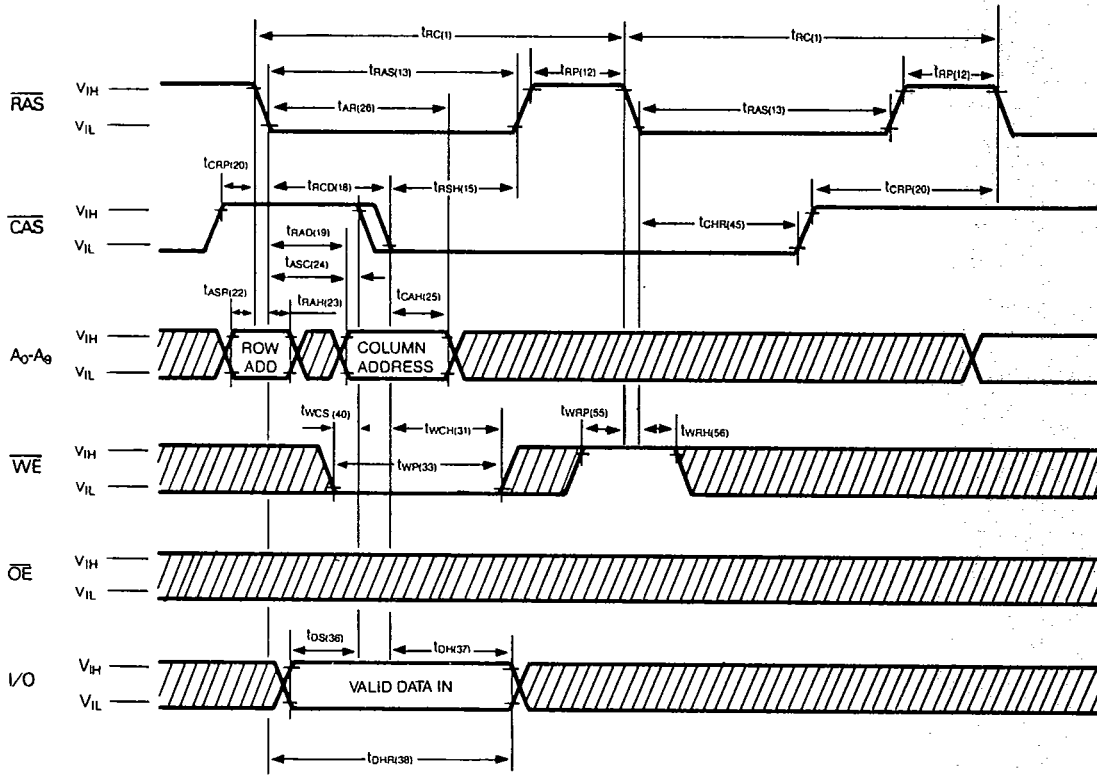 tRC(1) tRC(1)
tRAS(13) tRP(12) tRP(12)
RAS VIH
tAR(26) tRAS(13)
VIL
tCRP(20) tRCD(18) tRSH(15) tCRP(20)
CAS VIH
tRAD(19) tCHR(45)
VIL
tASC(24)
tASR(22) tRAH(23) tCAH(25)
A0-A9 VIH
ROW ADD
COLUMN ADDRESS
VIL
tWCS (40) tWCH(31) tWRP(55) tWRH(56)
WE VIH
tWP(33)
VIL
OE VIH
VIL
tDS(36) tDH(37)
I/O VIH
VALID DATA IN
VIL
tDHR(38)